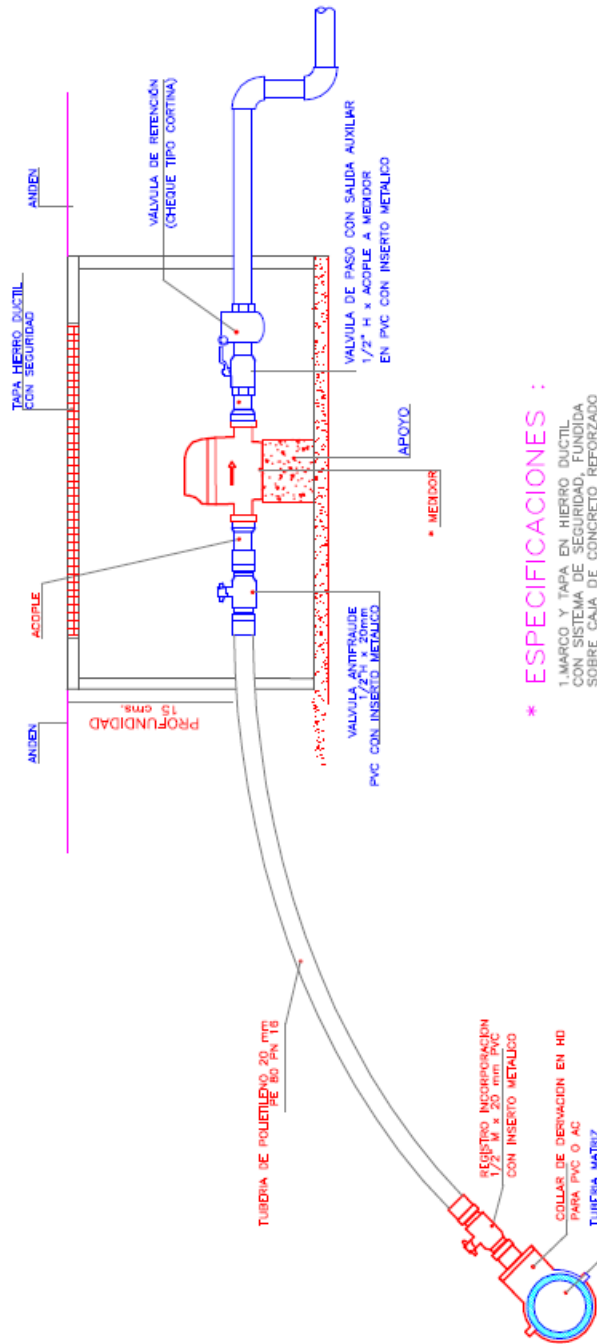 ANDEN
TAPA HIERRO DUCTIL
CON SEGURIDAD
ANDEN
ACOPLE
VALVULA DE RETENCIÓN
(CHEQUE TIPO CORTINA)
PROFUNDIDAD
15 cms.
VALVULA ANTIFRAUDE
1/2"H x 20mm
PVC CON INSERTO METALICO
* MEDIDOR
APOYO
VALVULA DE PASO CON SALIDA AUXILIAR
1/2" H x ACOPLE A MEDIDOR
EN PVC CON INSERTO METALICO
TUBERIA DE POLIETILENO 20 mm
PE 80 PN 16
REGISTRO INCORPORACION
1/2" M x 20 mm PVC
CON INSERTO METALICO
COLLAR DE DERIVACION EN HD
PARA PVC O AC
TUBERIA MATRIZ
* ESPECIFICACIONES :
1.MARCO Y TAPA EN HIERRO DUCTIL
CON SISTEMA DE SEGURIDAD, FUNDIDA
SOBRE CAJA DE CONCRETO REFORZADO